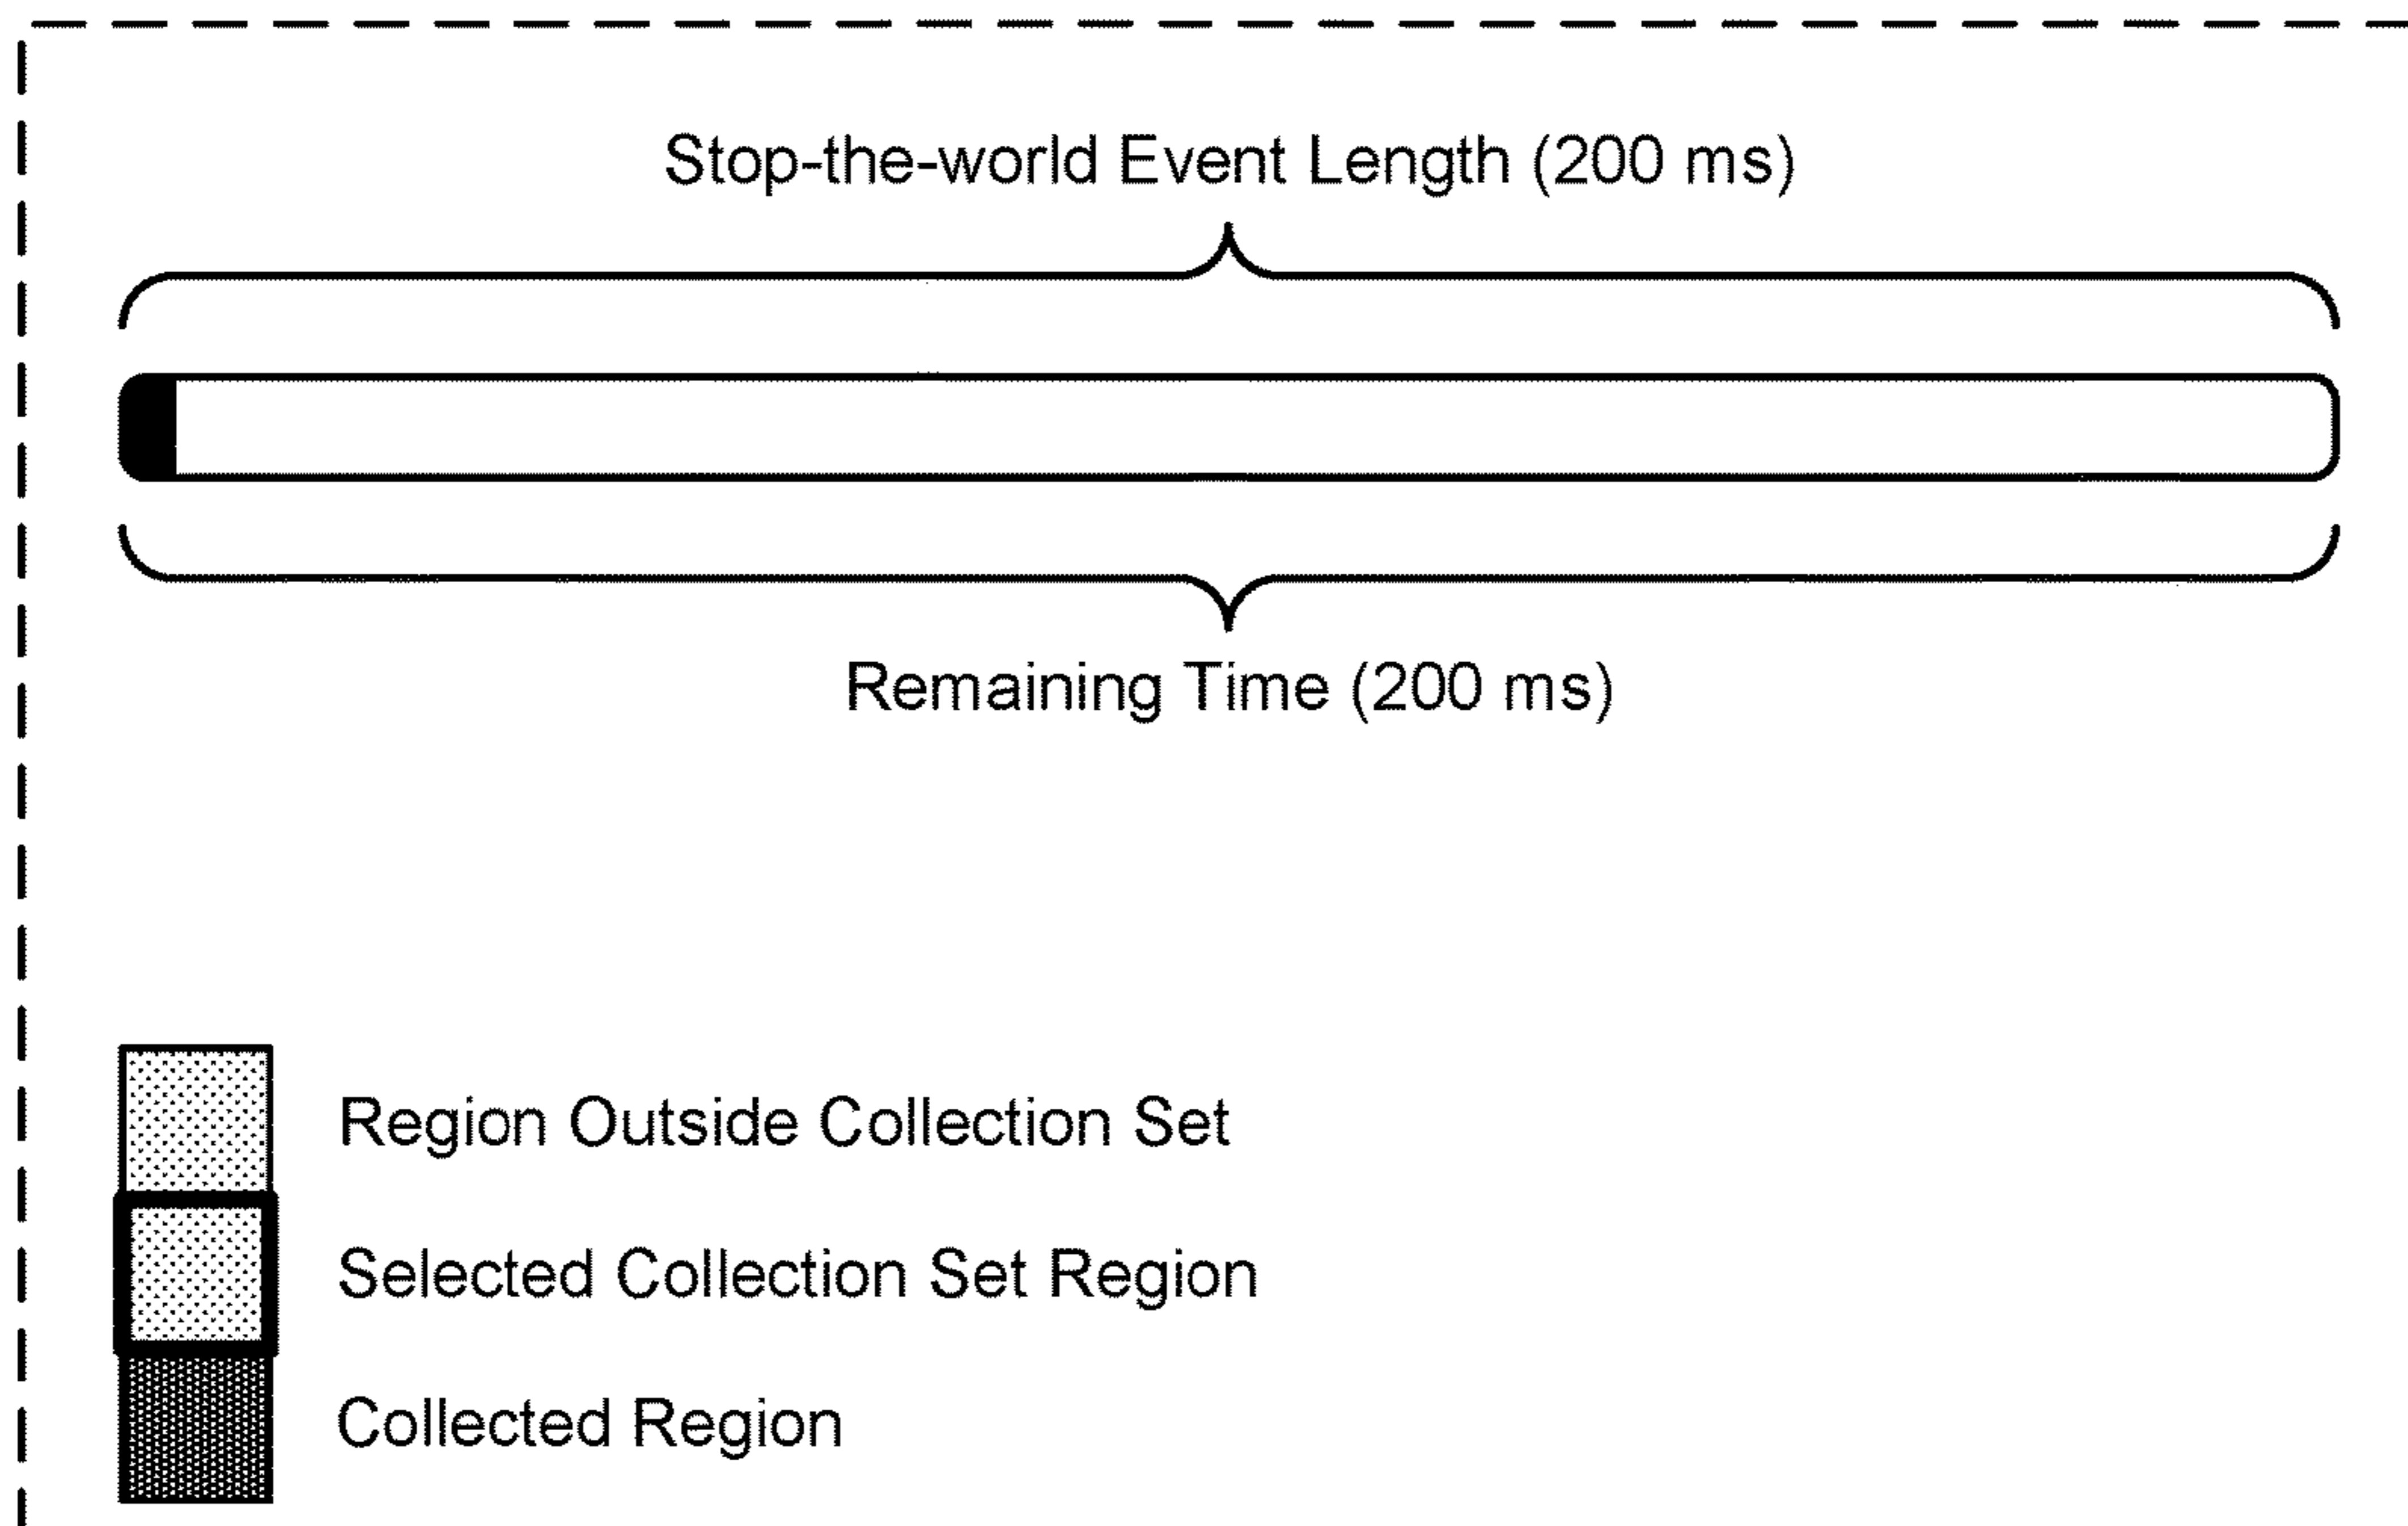 Stop-the-world Event Length (200 ms)
Remaining Time (200 ms)
Region Outside Collection Set
Selected Collection Set Region
Collected Region